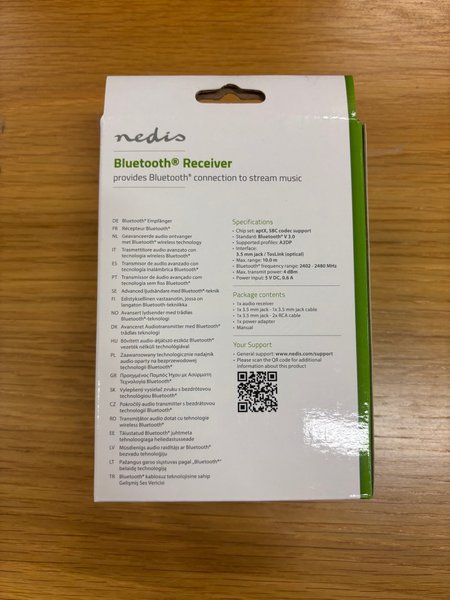 nedis
Bluetooth® Receiver
provides Bluetooth® connection to stream music
DE Bluetooth® Empfänger
FR Récepteur Bluetooth®
NL Geavanceerde audio ontvanger
met Bluetooth® wireless technology
IT Trasmettitore audio avanzato con
tecnologia wireless Bluetooth®
ES Transmisor de audio avanzado con
tecnología inalámbrica Bluetooth®
PT Transmissor de áudio avançado com
tecnologia sem fios Bluetooth®
SE Avancerad ljudsändare med Bluetooth®-teknik
FI Edistyksellinen vastaanotin, jossa on
langaton Bluetooth-tekniikka
NO Avansert lydsender med trådløs
Bluetooth®-teknologi
DK Avanceret Audiotransmitter med Bluetooth®
trådløs teknologi
HU Bővített audió-átjátszó eszköz Bluetooth®
vezeték nélküli technológiával
PL Zaawansowany technologicznie nadajnik
audio oparty na bezprzewodowej
technologii Bluetooth®
GR Προηγμένος Πομπός Ήχου με Ασύρματη
Τεχνολογία Bluetooth®
SK Vylepšený vysielač zvuku s bezdrôtovou
technológiou Bluetooth®
CZ Pokročilý audio transmitter s bezdrátovou
technologií Bluetooth®
RO Transmițător audio dotat cu tehnologie
wireless Bluetooth®
EE Täiustatud Bluetooth® juhtmeta
tehnoloogiaga heliedastusseade
LV Mūsdienīgs audio raidītājs ar Bluetooth®
bezvadu tehnoloģiju
LT Pažangus garso siųstuvas pagal „Bluetooth®“
belaidę technologiją
TR Bluetooth® kablosuz teknolojisine sahip
Gelişmiş Ses Vericisi
Specifications
• Chip set: aptX, SBC codec support
• Standard: Bluetooth® V 3.0
• Supported profiles: A2DP
• Interface:
3.5 mm jack / TosLink (optical)
• Max. range: 10.0 m
• Bluetooth® frequency range: 2402 - 2480 MHz
• Max. transmit power: 4 dBm
• Power input: 5 V DC, 0.6 A
Package contents
• 1x audio receiver
• 1x 3.5 mm jack - 1x 3.5 mm jack cable
• 1x 3.5 mm jack - 2x RCA cable
• 1x power adapter
• Manual
Your Support
• General support: www.nedis.com/support
• Please scan the QR code for additional
information about this product: